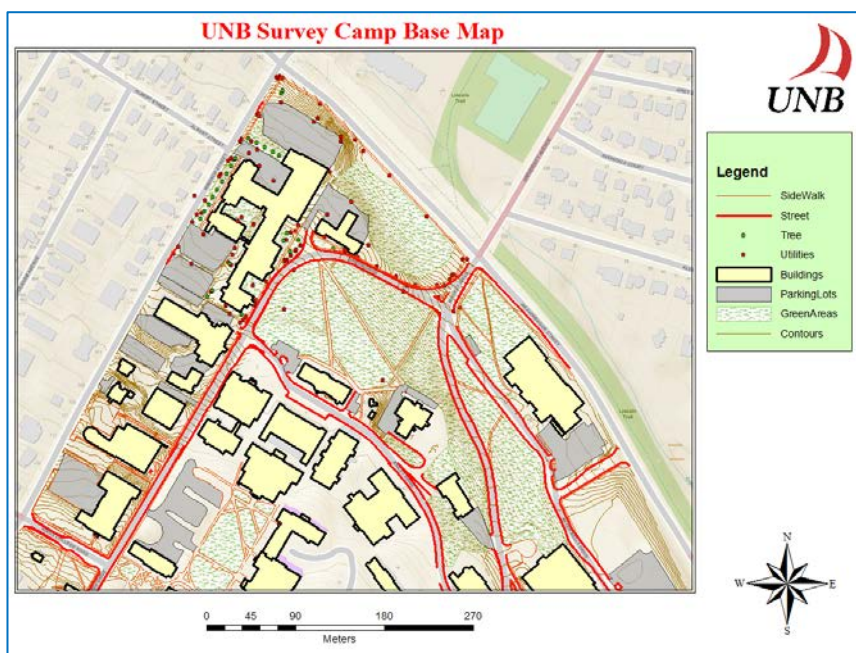 UNB Survey Camp Base Map
UNB
Legend
SideWalk
Street
Tree
Utilities
Buildings
ParkingLots
GreenAreas
Contours
N
W
E
S
0 45 90 180 270
Meters